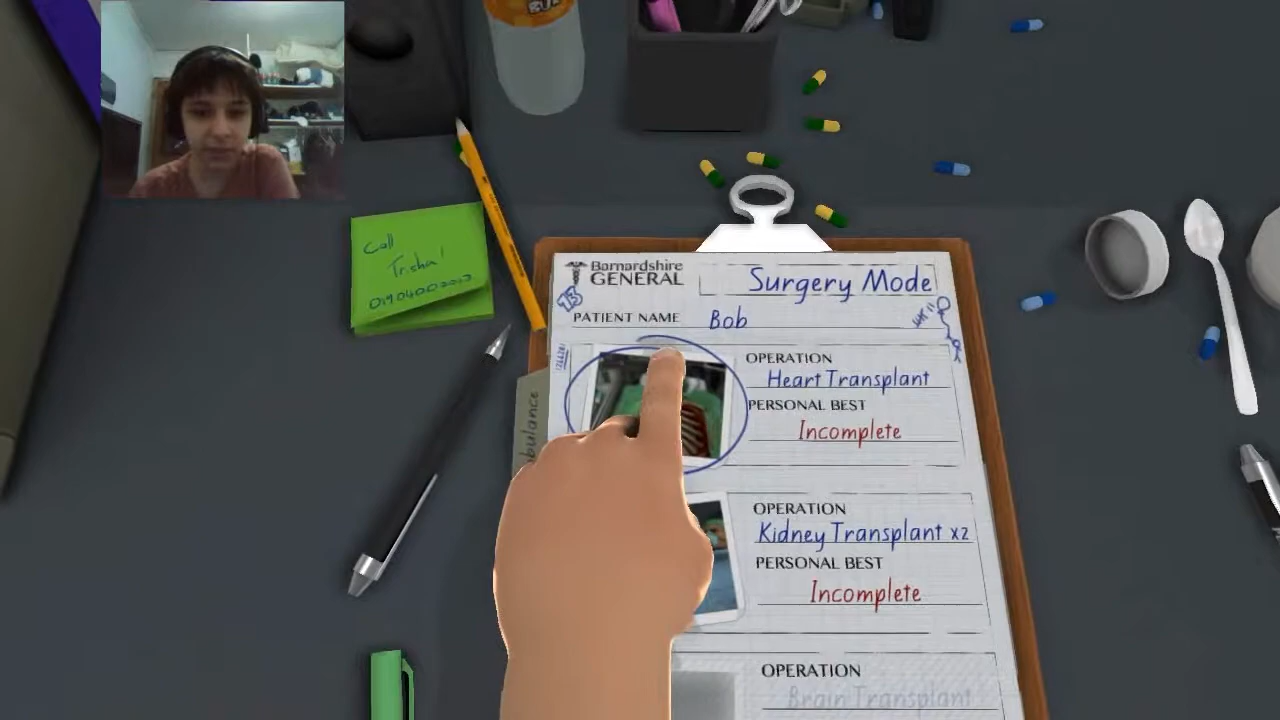 Call
Trisha!
019040002013
Barnardshire
GENERAL
Surgery Mode
PATIENT NAME Bob
OPERATION
Heart Transplant
PERSONAL BEST
Incomplete
OPERATION
Kidney Transplant x2
PERSONAL BEST
Incomplete
OPERATION
Brain Transplant